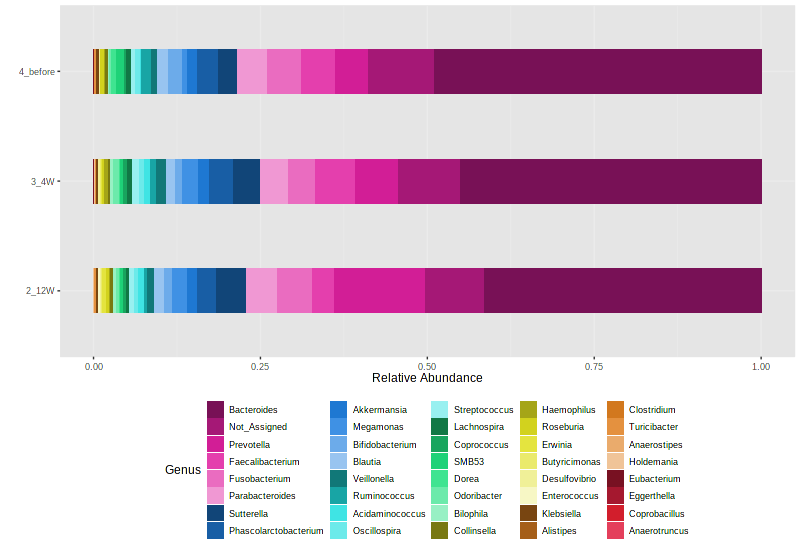 4_before
3_4W
2_12W
0.00 0.25 0.50 0.75 1.00
Relative Abundance
Genus
Bacteroides Akkermansia Streptococcus Haemophilus Clostridium
Not_Assigned Megamonas Lachnospira Roseburia Turicibacter
Prevotella Bifidobacterium Coprococcus Erwinia Anaerostipes
Faecalibacterium Blautia SMB53 Butyricimonas Holdemania
Fusobacterium Veillonella Dorea Desulfovibrio Eubacterium
Parabacteroides Ruminococcus Odoribacter Enterococcus Eggerthella
Sutterella Acidaminococcus Bilophila Klebsiella Coprobacillus
Phascolarctobacterium Oscillospira Collinsella Alistipes Anaerotruncus